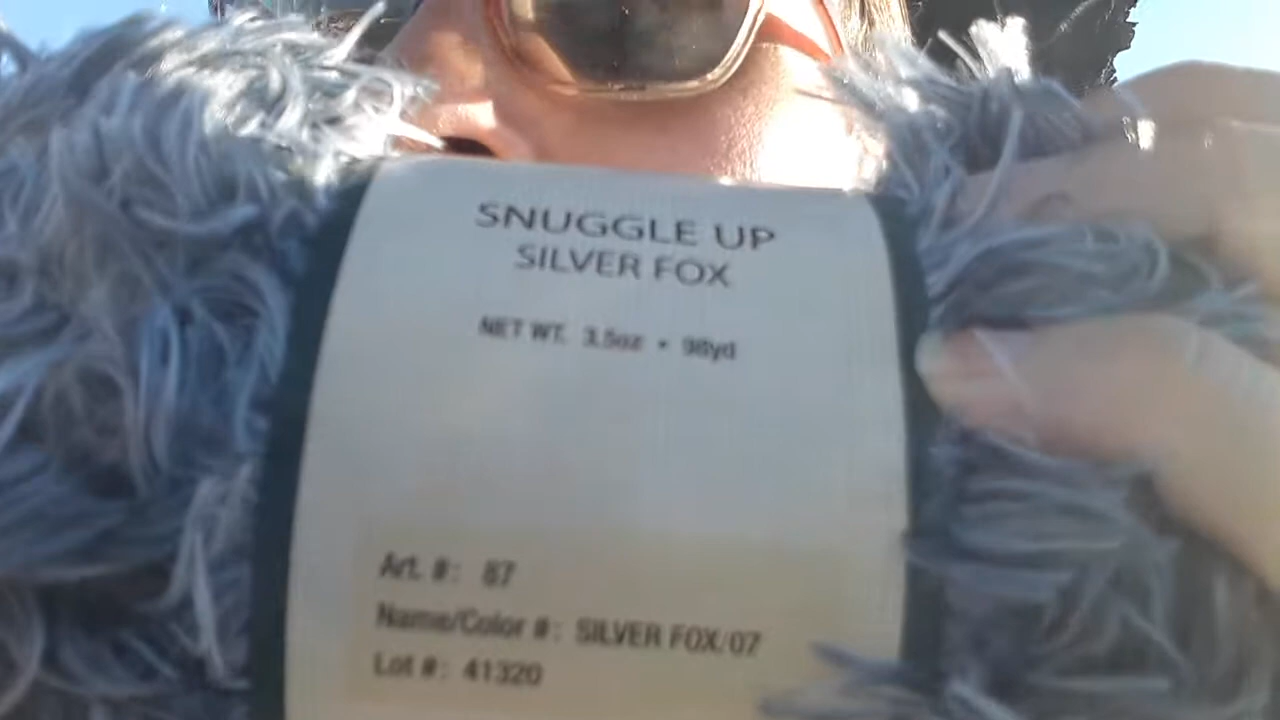 SNUGGLE UP
SILVER FOX
NET WT. 3.5oz • 98yd
Art. #: 87
Name/Color #: SILVER FOX/07
Lot #: 41320